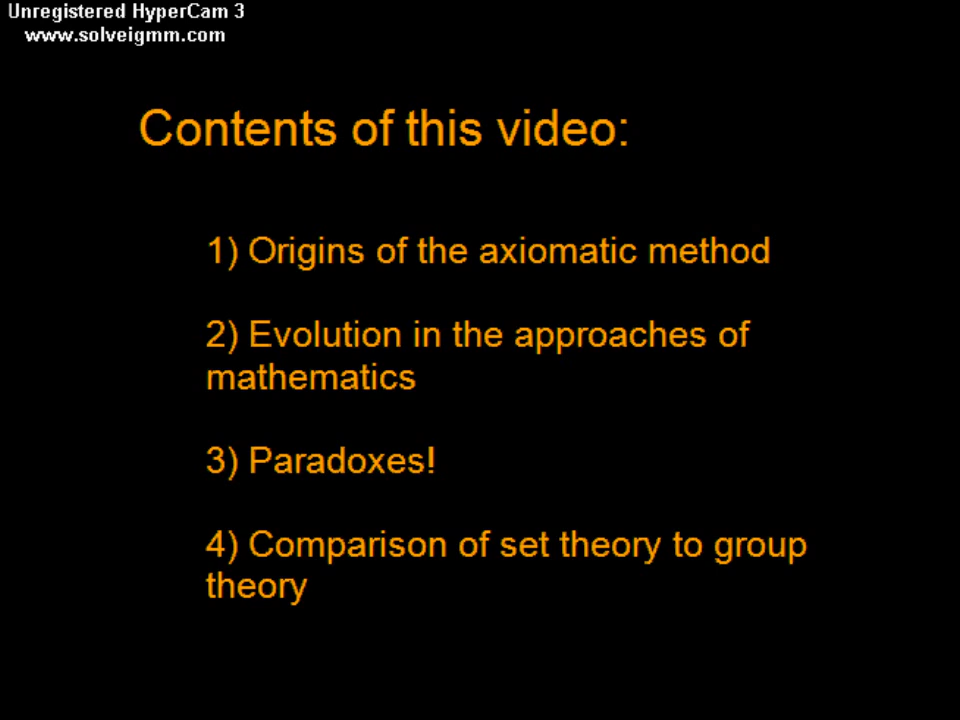 Unregistered HyperCam 3
www.solveigmm.com
Contents of this video:
1) Origins of the axiomatic method
2) Evolution in the approaches of
mathematics
3) Paradoxes!
4) Comparison of set theory to group
theory